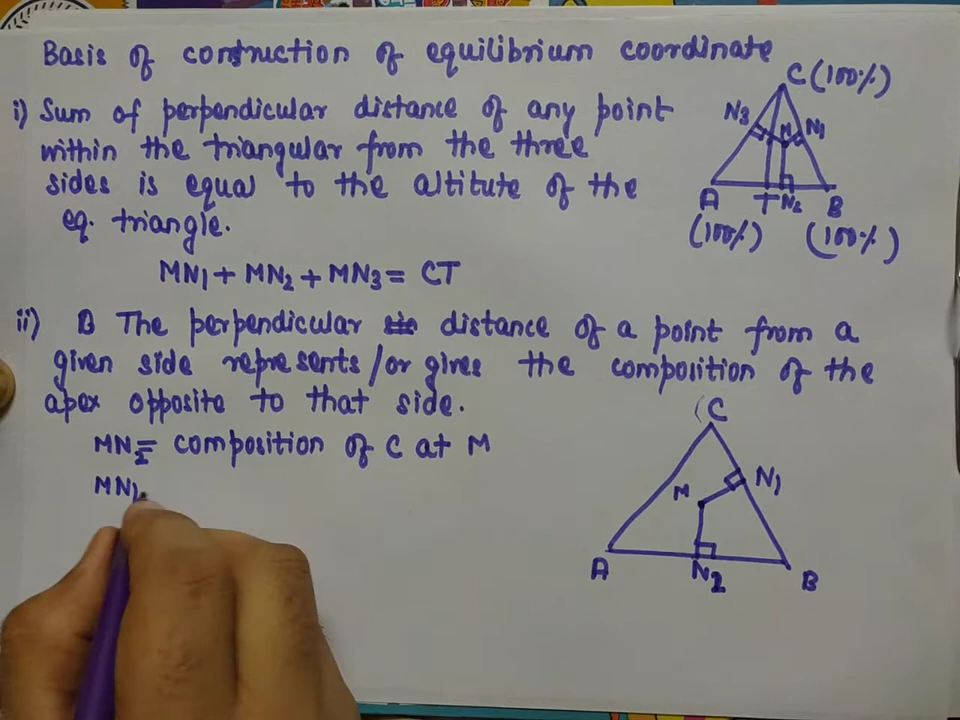 Basis of construction of equilibrium coordinate
i) Sum of perpendicular distance of any point
within the triangular from the three
sides is equal to the altitute of the
eq. triangle.
MN1 + MN2 + MN3 = CT
C (100%)
N3
M
N1
A
T
N2
B
(100%)
(100%)
ii) The perpendicular distance of a point from a
given side represents/or gives the composition of the
apex opposite to that side.
MN2 = composition of C at M
MN1
C
M
N1
A
N2
B